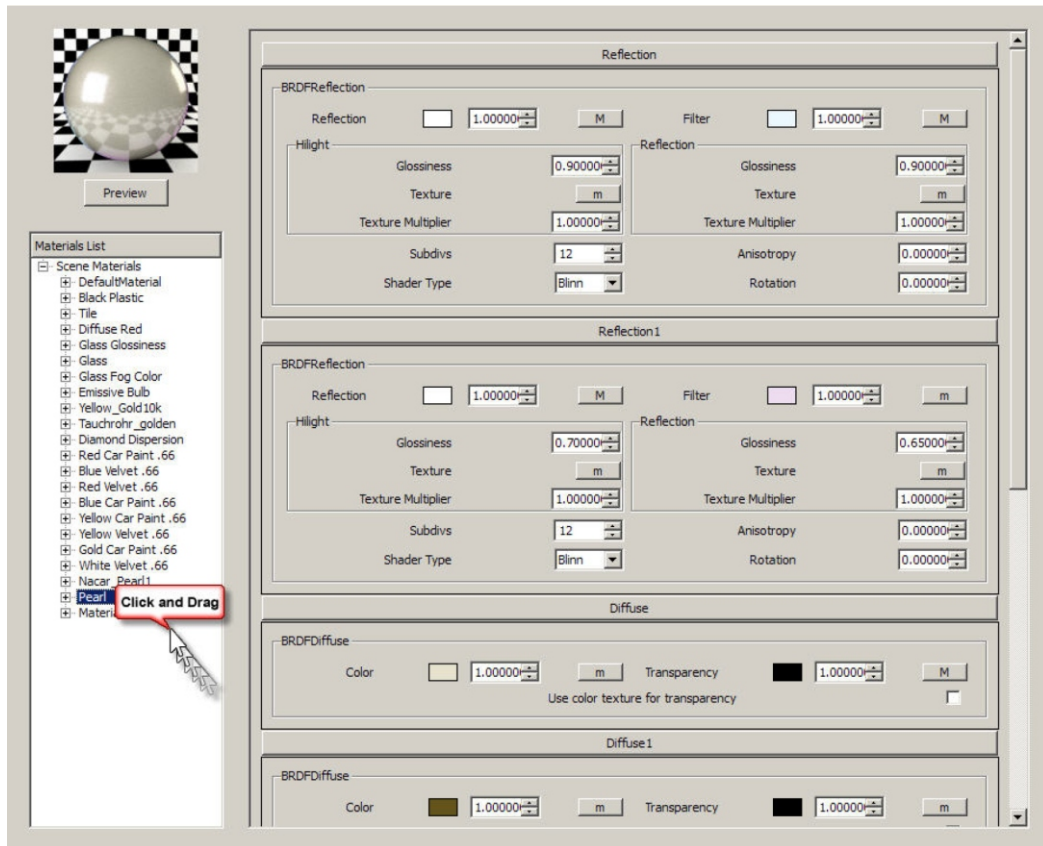 Preview
Materials List
Scene Materials
DefaultMaterial
Black Plastic
Tile
Diffuse Red
Glass Glossiness
Glass
Glass Fog Color
Emissive Bulb
Yellow_Gold10k
Tauchrohr_golden
Diamond Dispersion
Red Car Paint .66
Blue Velvet .66
Red Velvet .66
Blue Car Paint .66
Yellow Car Paint .66
Yellow Velvet .66
Gold Car Paint .66
White Velvet .66
Nacar_Pearl1
Pearl
Click and Drag
Reflection
BRDFReflection
Reflection 1.00000 M Filter 1.00000 M
Hilight Reflection
Glossiness 0.90000 Glossiness 0.90000
Texture m Texture m
Texture Multiplier 1.00000 Texture Multiplier 1.00000
Subdivs 12 Anisotropy 0.00000
Shader Type Blinn Rotation 0.00000
Reflection1
BRDFReflection
Reflection 1.00000 M Filter 1.00000 m
Hilight Reflection
Glossiness 0.70000 Glossiness 0.65000
Texture m Texture m
Texture Multiplier 1.00000 Texture Multiplier 1.00000
Subdivs 12 Anisotropy 0.00000
Shader Type Blinn Rotation 0.00000
Diffuse
BRDFDiffuse
Color 1.00000 m Transparency 1.00000 M
Use color texture for transparency
Diffuse1
BRDFDiffuse
Color 1.00000 m Transparency 1.00000 m